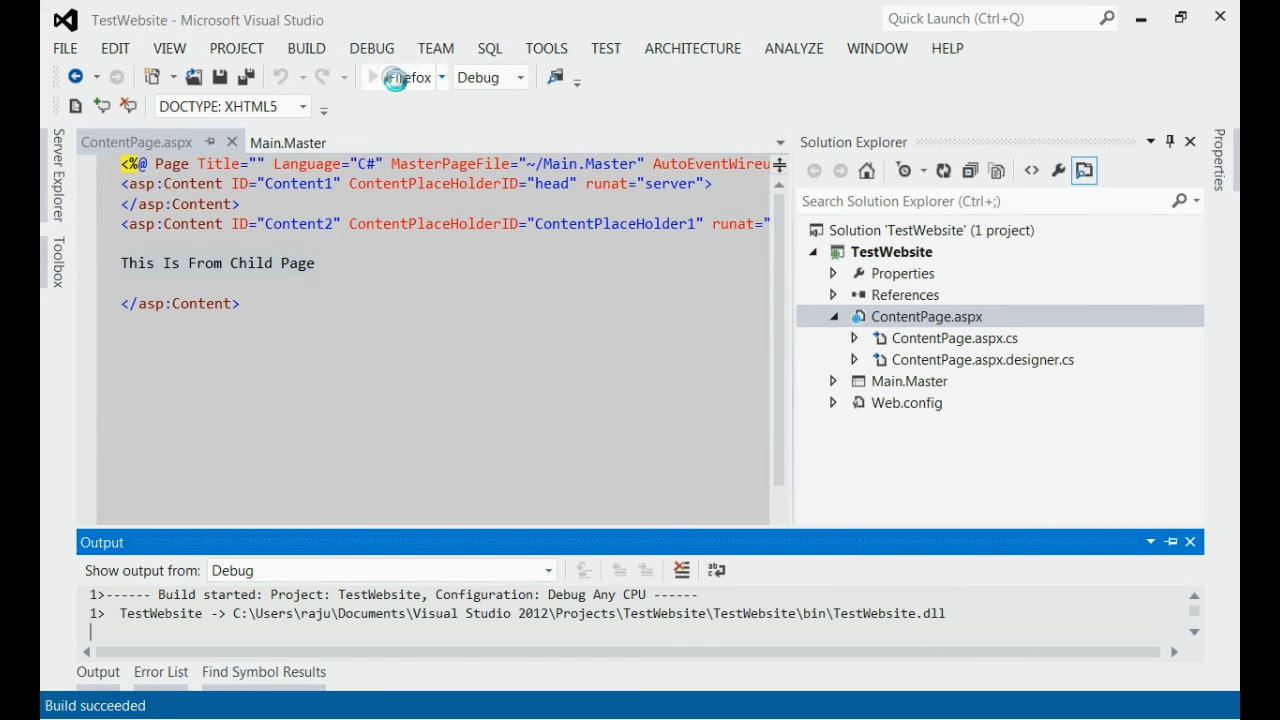 TestWebsite - Microsoft Visual Studio
Quick Launch (Ctrl+Q)
FILE EDIT VIEW PROJECT BUILD DEBUG TEAM SQL TOOLS TEST ARCHITECTURE ANALYZE WINDOW HELP
Firefox Debug
DOCTYPE: XHTML5
Server Explorer
Toolbox
ContentPage.aspx Main.Master
<%@ Page Title="" Language="C#" MasterPageFile="~/Main.Master" AutoEventWireu
<asp:Content ID="Content1" ContentPlaceHolderID="head" runat="server">
</asp:Content>
<asp:Content ID="Content2" ContentPlaceHolderID="ContentPlaceHolder1" runat="
This Is From Child Page
</asp:Content>
Solution Explorer
Search Solution Explorer (Ctrl+;)
Solution 'TestWebsite' (1 project)
TestWebsite
Properties
References
ContentPage.aspx
ContentPage.aspx.cs
ContentPage.aspx.designer.cs
Main.Master
Web.config
Properties
Output
Show output from: Debug
1>------ Build started: Project: TestWebsite, Configuration: Debug Any CPU ------
1> TestWebsite -> C:\Users\raju\Documents\Visual Studio 2012\Projects\TestWebsite\TestWebsite\bin\TestWebsite.dll
Output Error List Find Symbol Results
Build succeeded